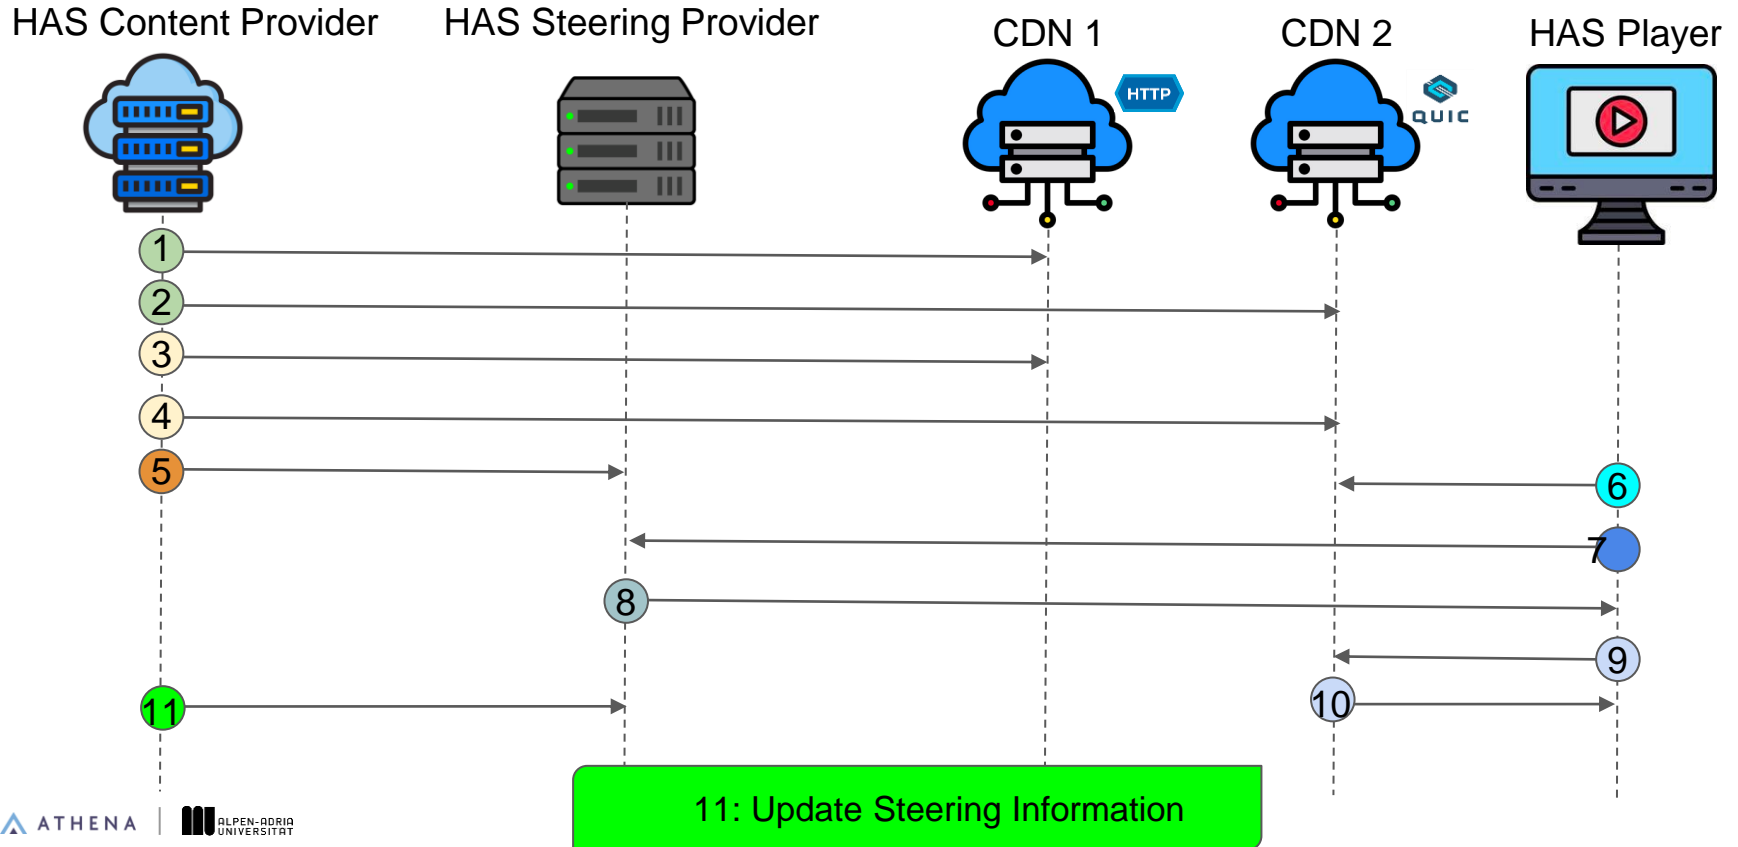 HAS Content Provider
HAS Steering Provider
CDN 1
CDN 2
HAS Player
HTTP
QUIC
1
2
3
4
5
6
7
8
9
10
11
11: Update Steering Information
ATHENA
ALPEN-ADRIA
UNIVERSITÄT